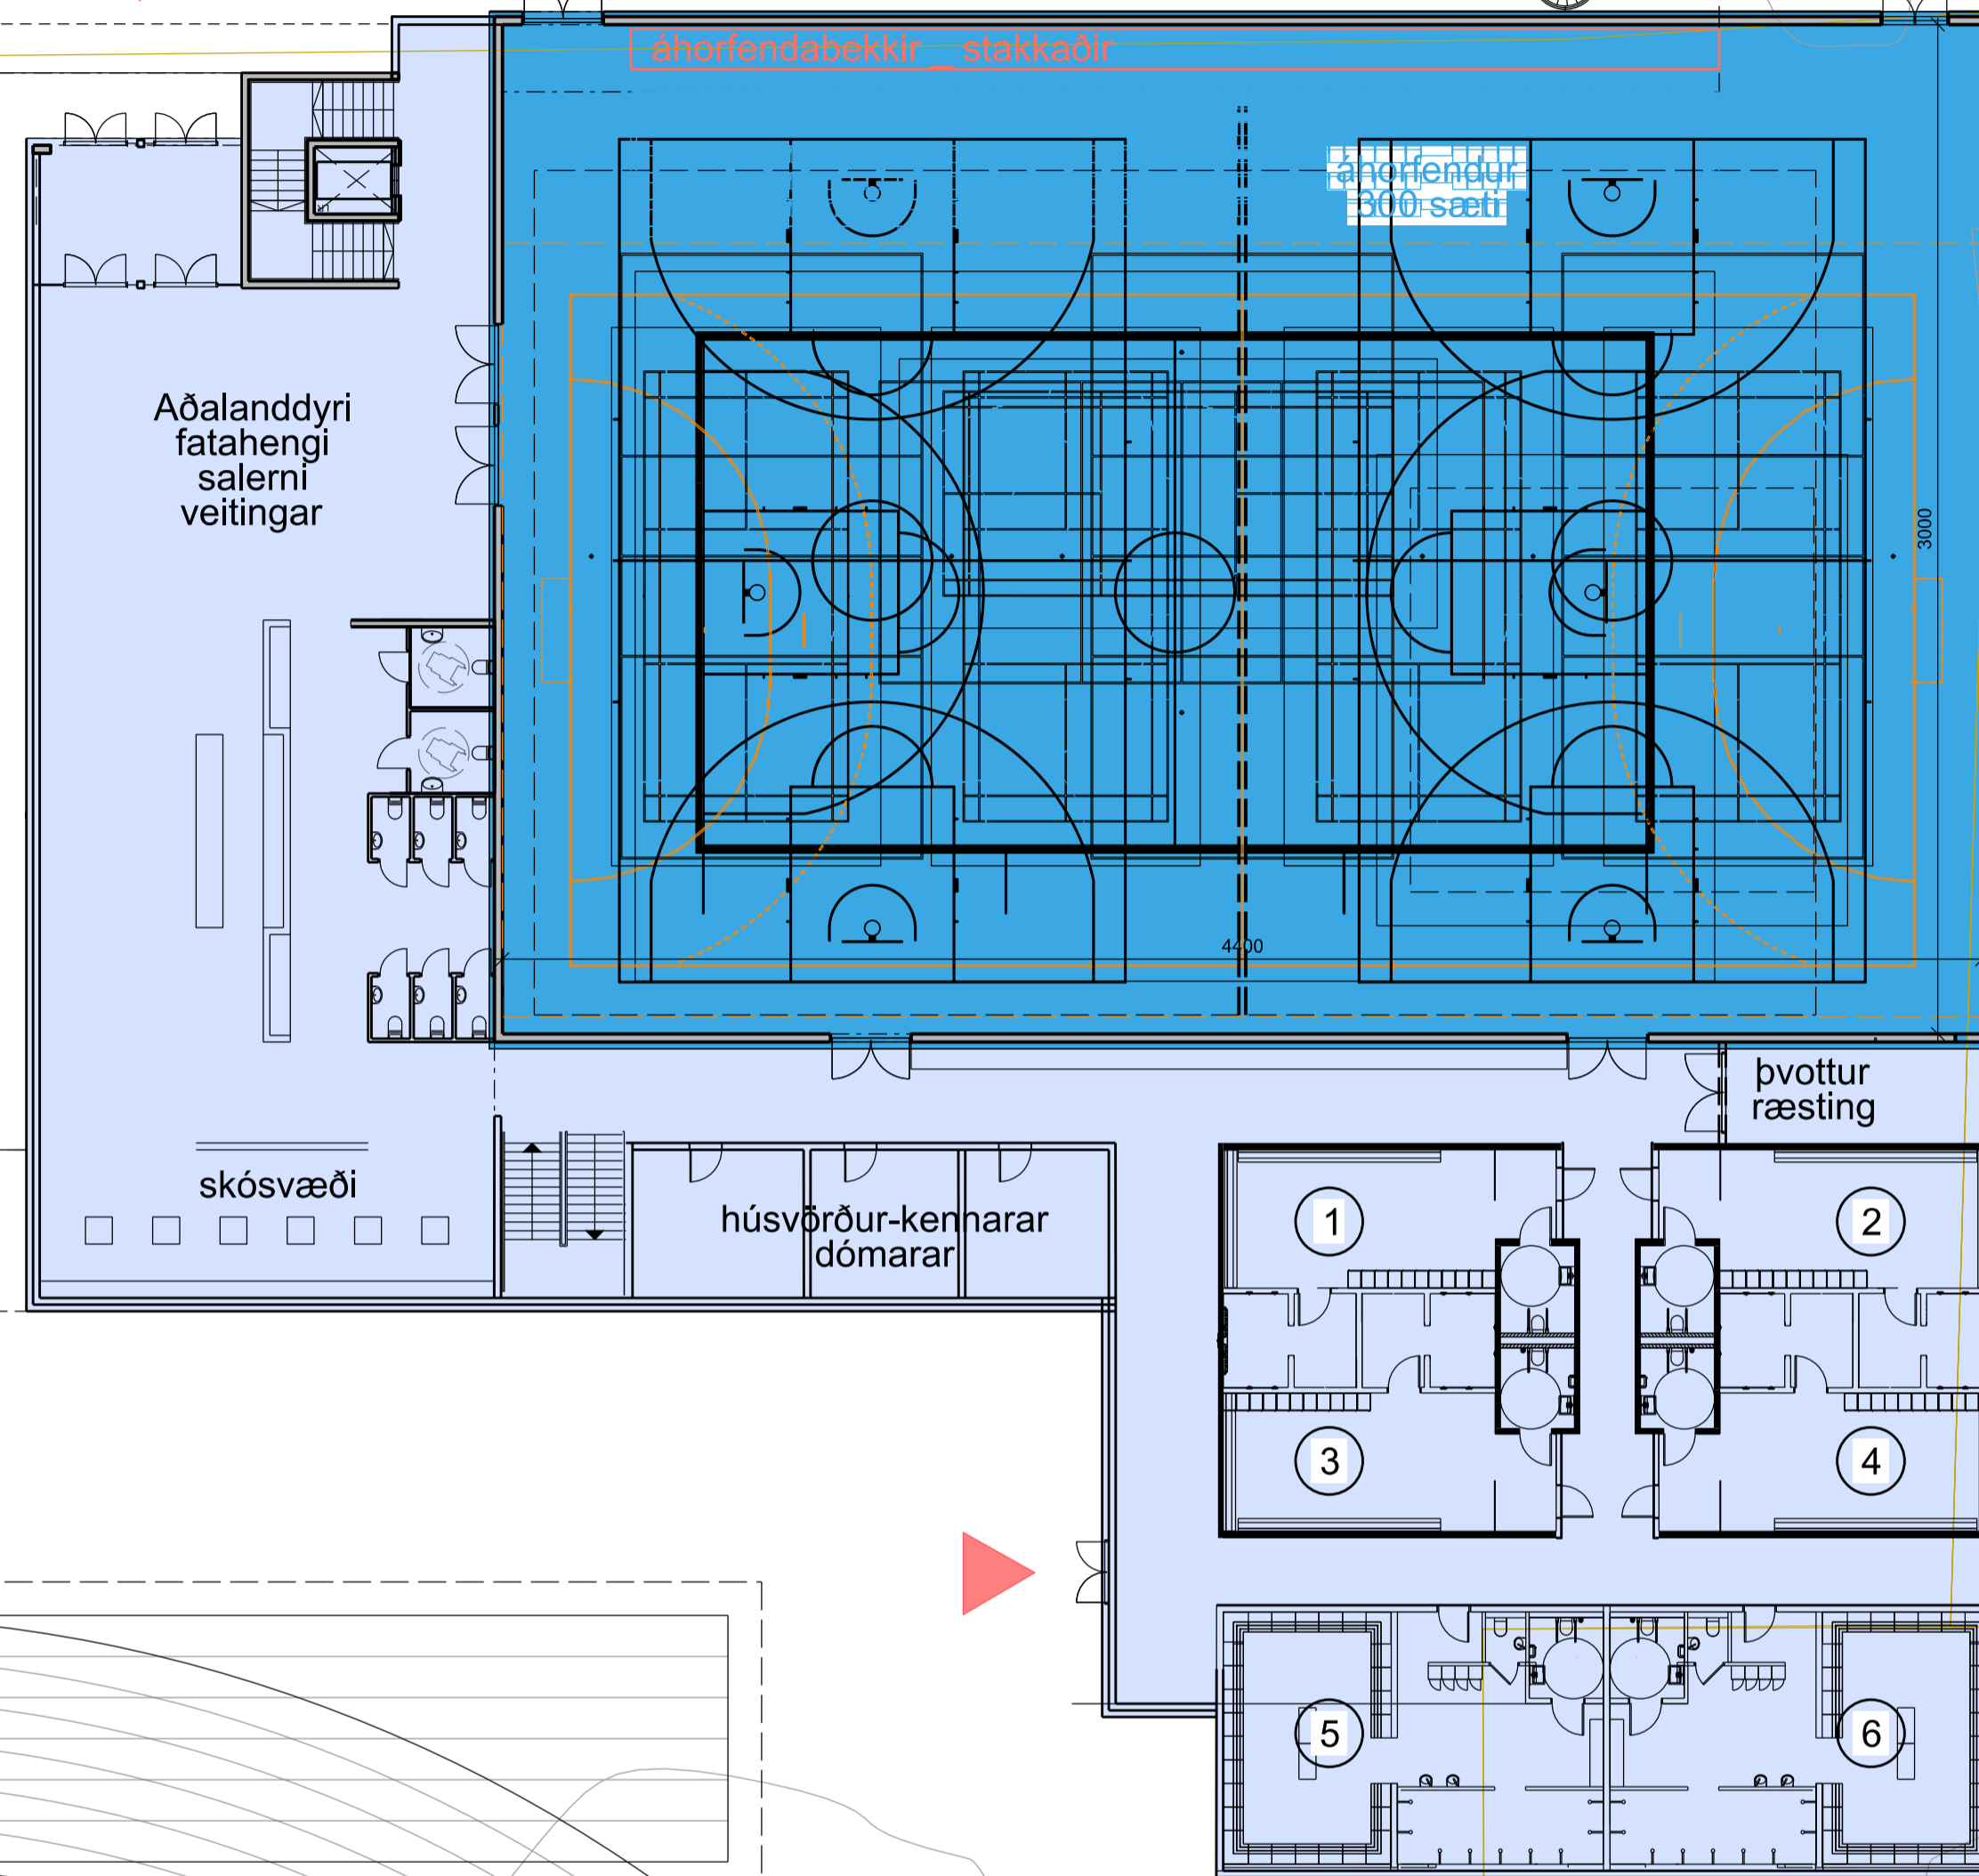 áhorfendabekkir _ stakkaðir
áhorfendur
300 sæti
Aðalanddyri
fatahengi
salerni
veitingar
3000
4400
þvottur
ræsting
skósvæði
húsvörður-kennarar
dómarar
1
2
3
4
5
6